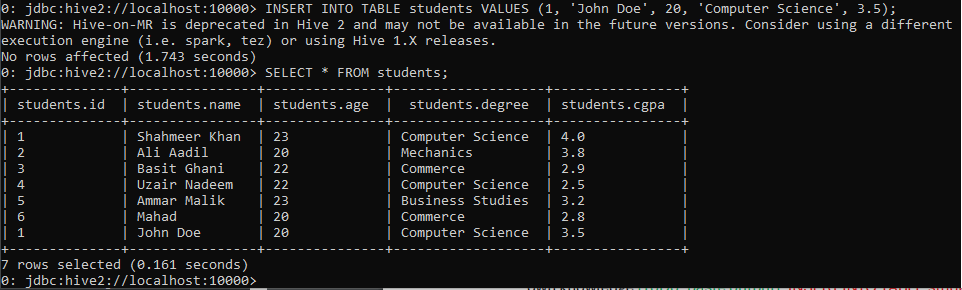 0: jdbc:hive2://localhost:10000> INSERT INTO TABLE students VALUES (1, 'John Doe', 20, 'Computer Science', 3.5);
WARNING: Hive-on-MR is deprecated in Hive 2 and may not be available in the future versions. Consider using a different
execution engine (i.e. spark, tez) or using Hive 1.X releases.
No rows affected (1.743 seconds)
0: jdbc:hive2://localhost:10000> SELECT * FROM students;
+--------------+----------------+---------------+-------------------+----------------+
| students.id | students.name | students.age | students.degree | students.cgpa |
+--------------+----------------+---------------+-------------------+----------------+
| 1 | Shahmeer Khan | 23 | Computer Science | 4.0 |
| 2 | Ali Aadil | 20 | Mechanics | 3.8 |
| 3 | Basit Ghani | 22 | Commerce | 2.9 |
| 4 | Uzair Nadeem | 22 | Computer Science | 2.5 |
| 5 | Ammar Malik | 23 | Business Studies | 3.2 |
| 6 | Mahad | 20 | Commerce | 2.8 |
| 1 | John Doe | 20 | Computer Science | 3.5 |
+--------------+----------------+---------------+-------------------+----------------+
7 rows selected (0.161 seconds)
0: jdbc:hive2://localhost:10000>